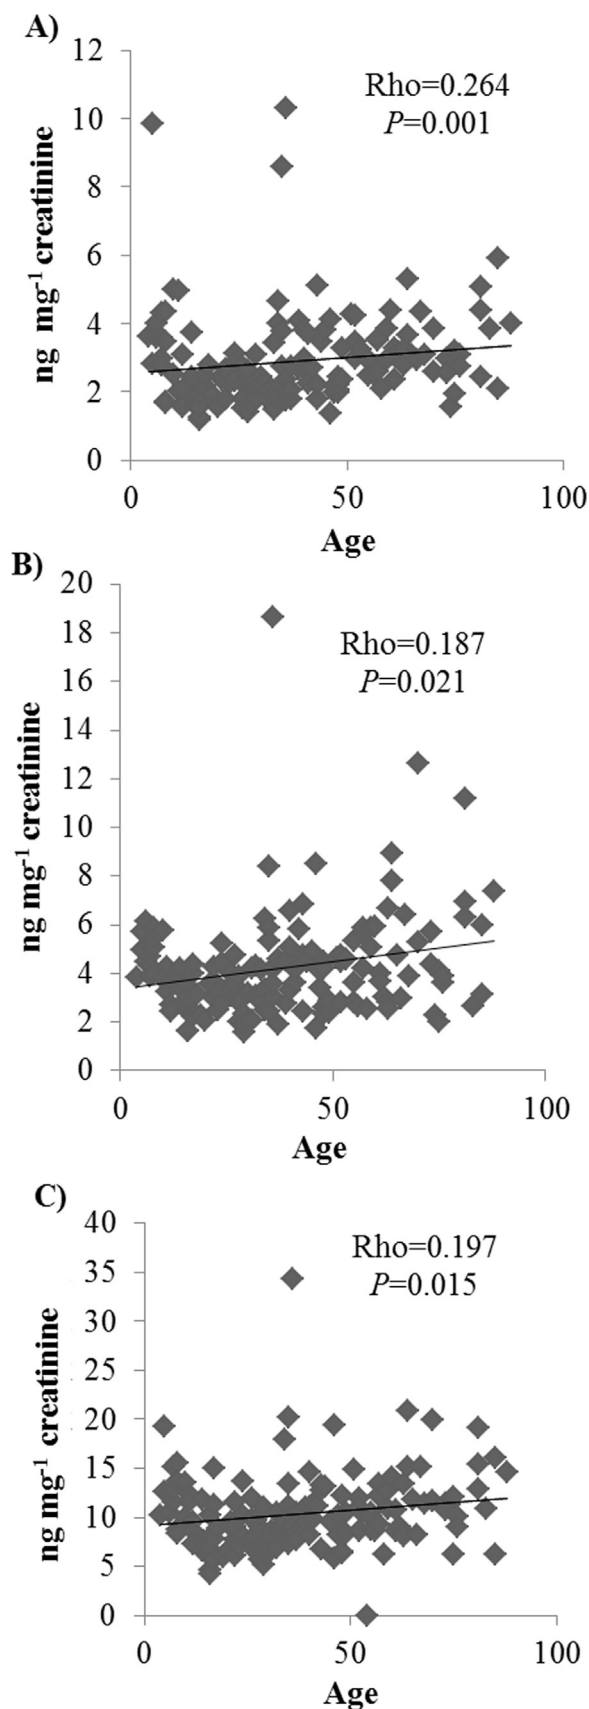 A)
12
10
8
6
4
2
0
ng mg-1 creatinine
Rho=0.264
P=0.001
0 50 100
Age
B)
20
18
16
14
12
10
8
6
4
2
0
ng mg-1 creatinine
Rho=0.187
P=0.021
0 50 100
Age
C)
40
35
30
25
20
15
10
5
0
ng mg-1 creatinine
Rho=0.197
P=0.015
0 50 100
Age